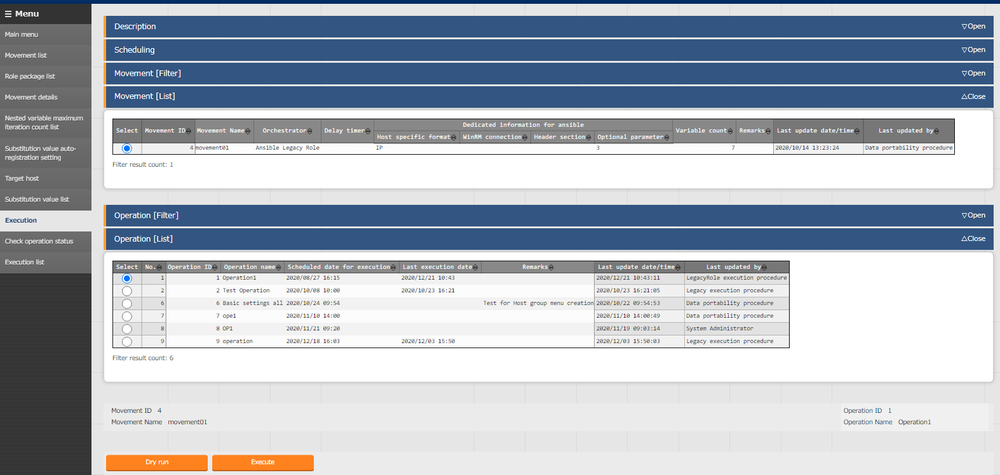 ☰ Menu
Main menu
Movement list
Role package list
Movement details
Nested variable maximum
iteration count list
Substitution value auto-
registration setting
Target host
Substitution value list
Execution
Check operation status
Execution list
Description ▽Open
Scheduling ▽Open
Movement [Filter] ▽Open
Movement [List] △Close
Dedicated information for ansible
Select Movement ID Movement Name Orchestrator Delay timer Host specific format WinRM connection Header section Optional parameter Variable count Remarks Last update date/time Last updated by
4 movement01 Ansible Legacy Role IP 3 7 2020/10/14 13:23:24 Data portability procedure
Filter result count: 1
Operation [Filter] ▽Open
Operation [List] △Close
Select No. Operation ID Operation name Scheduled date for execution Last execution date Remarks Last update date/time Last updated by
1 1 Operation1 2020/08/27 16:15 2020/12/21 10:43 2020/12/21 10:43:11 LegacyRole execution procedure
2 2 Test Operation 2020/10/08 10:00 2020/10/23 16:21 2020/10/23 16:21:05 Legacy execution procedure
6 6 Basic settings all 2020/10/24 09:54 Test for Host group menu creation 2020/10/22 09:54:53 Data portability procedure
7 7 ope1 2020/11/10 14:00 2020/11/10 14:00:49 Data portability procedure
8 8 OP1 2020/11/21 09:20 2020/11/19 09:03:14 System Administrator
9 9 operation 2020/12/18 16:03 2020/12/03 15:50 2020/12/03 15:50:03 Legacy execution procedure
Filter result count: 6
Movement ID 4 Operation ID 1
Movement Name movement01 Operation Name Operation1
Dry run Execute